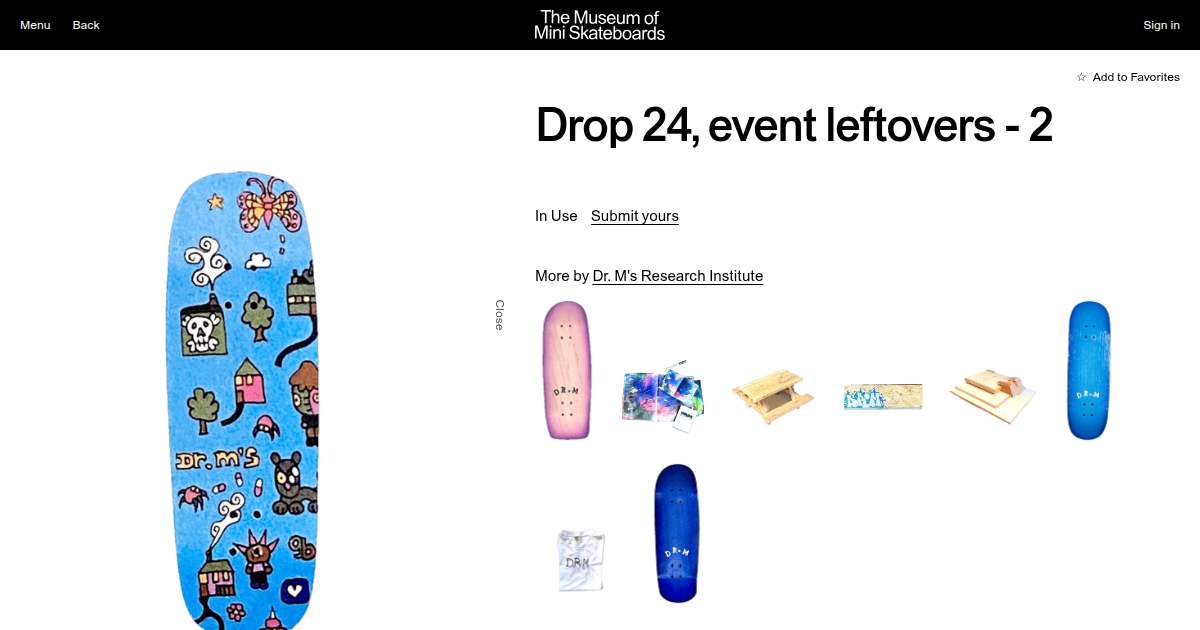 Menu
Back
The Museum of
Mini Skateboards
Sign in
☆ Add to Favorites
Drop 24, event leftovers - 2
In Use
Submit yours
More by Dr. M's Research Institute
Close
DR.M'S
DR•M
DR•M
DRM
DR•M